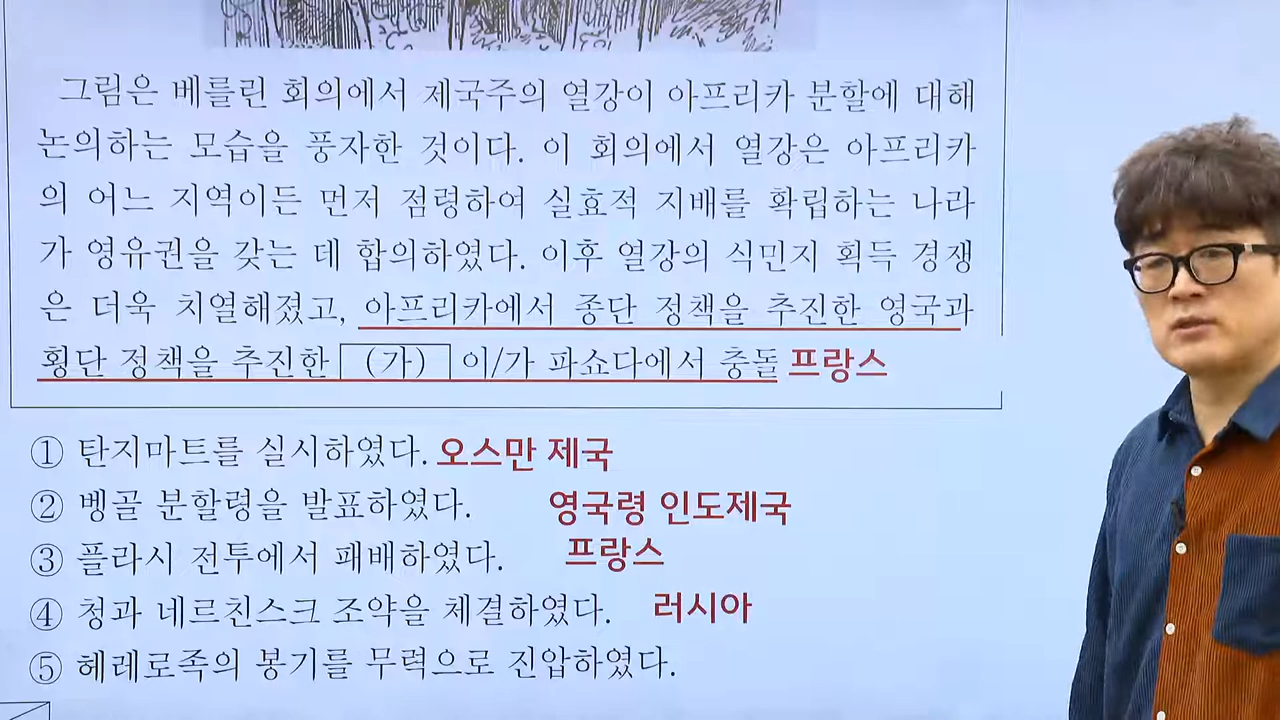 그림은 베를린 회의에서 제국주의 열강이 아프리카 분할에 대해
논의하는 모습을 풍자한 것이다. 이 회의에서 열강은 아프리카
의 어느 지역이든 먼저 점령하여 실효적 지배를 확립하는 나라
가 영유권을 갖는 데 합의하였다. 이후 열강의 식민지 획득 경쟁
은 더욱 치열해졌고, 아프리카에서 종단 정책을 추진한 영국과
횡단 정책을 추진한 (가) 이/가 파쇼다에서 충돌 프랑스
① 탄지마트를 실시하였다. 오스만 제국
② 벵골 분할령을 발표하였다. 영국령 인도제국
③ 플라시 전투에서 패배하였다. 프랑스
④ 청과 네르친스크 조약을 체결하였다. 러시아
⑤ 헤레로족의 봉기를 무력으로 진압하였다.